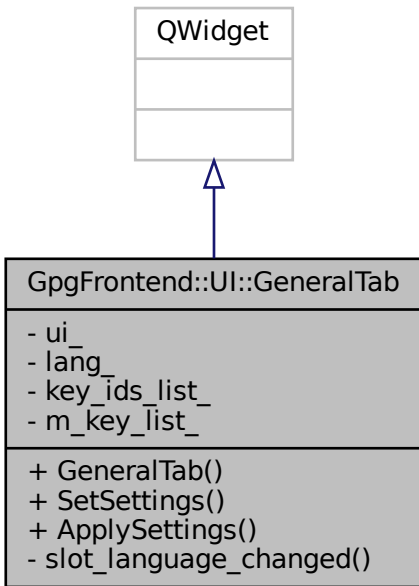 QWidget
GpgFrontend::UI::GeneralTab
- ui_
- lang_
- key_ids_list_
- m_key_list_
+ GeneralTab()
+ SetSettings()
+ ApplySettings()
- slot_language_changed()